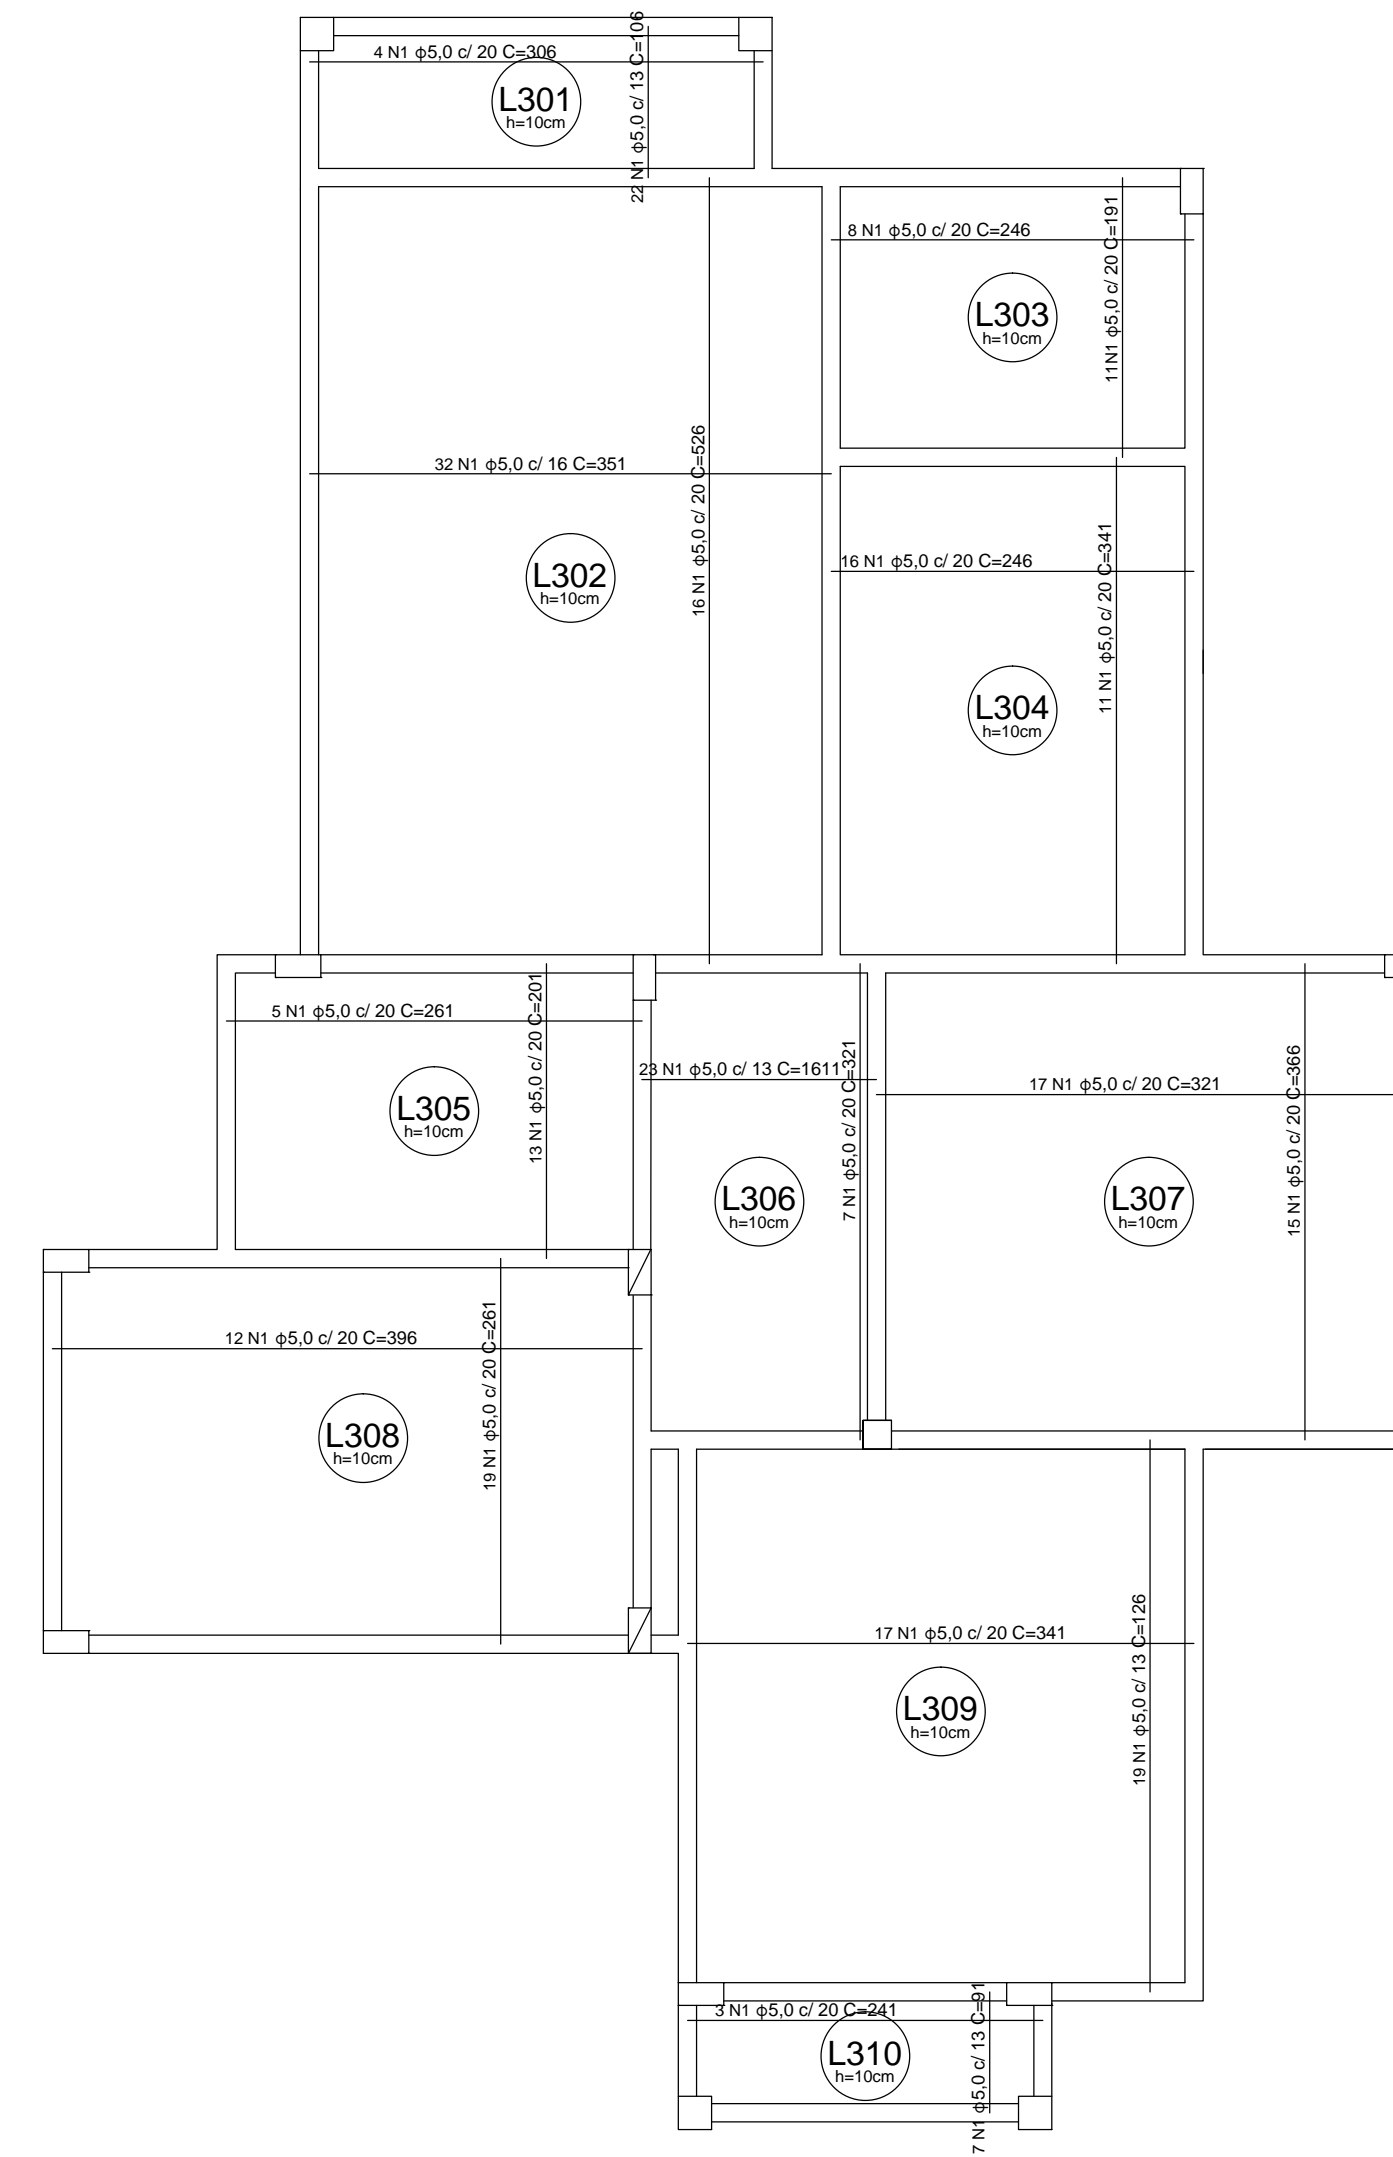 4 N1 ϕ5,0 c/ 20 C=306
22 N1 ϕ5,0 c/ 13 C=106
L301
h=10cm
8 N1 ϕ5,0 c/ 20 C=246
11N1 ϕ5,0 c/ 20 C=191
L303
h=10cm
32 N1 ϕ5,0 c/ 16 C=351
16 N1 ϕ5,0 c/ 20 C=526
L302
h=10cm
16 N1 ϕ5,0 c/ 20 C=246
11 N1 ϕ5,0 c/ 20 C=341
L304
h=10cm
5 N1 ϕ5,0 c/ 20 C=261
13 N1 ϕ5,0 c/ 20 C=201
L305
h=10cm
23 N1 ϕ5,0 c/ 13 C=1611
7 N1 ϕ5,0 c/ 20 C=321
L306
h=10cm
17 N1 ϕ5,0 c/ 20 C=321
15 N1 ϕ5,0 c/ 20 C=366
L307
h=10cm
12 N1 ϕ5,0 c/ 20 C=396
19 N1 ϕ5,0 c/ 20 C=261
L308
h=10cm
17 N1 ϕ5,0 c/ 20 C=341
19 N1 ϕ5,0 c/ 13 C=126
L309
h=10cm
3 N1 ϕ5,0 c/ 20 C=241
7 N1 ϕ5,0 c/ 13 C=91
L310
h=10cm